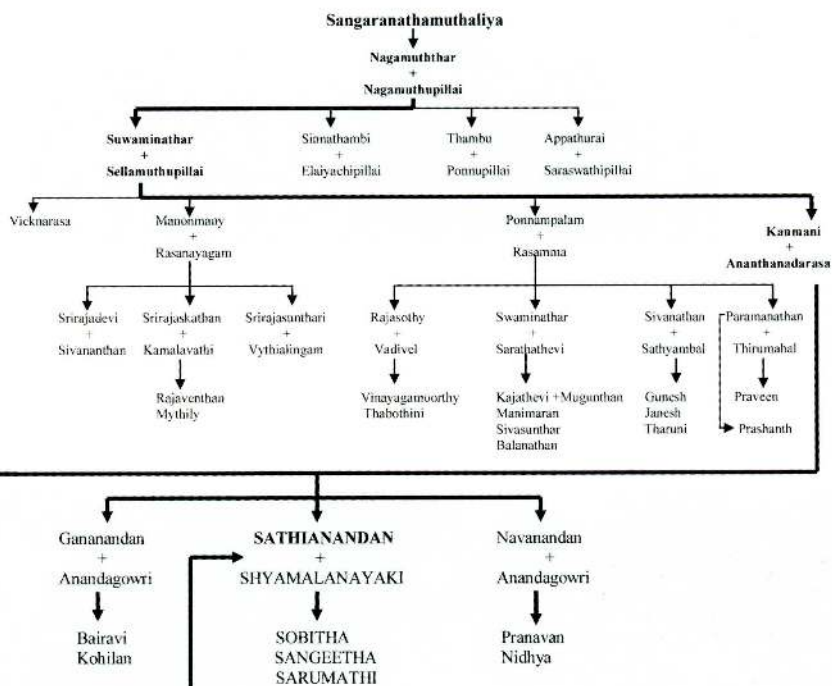 Sangaranathamuthaliya
Nagamuththar
+
Nagamuthupillai
Suwaminathar
+
Sellamuthupillai
Sinnathambi
+
Elaiyachipillai
Thambu
+
Ponnupillai
Appathurai
+
Saraswathipillai
Vicknarasa
Manonmany
+
Rasanayagam
Ponnampalam
+
Rasamma
Kanmani
+
Ananthanadarasa
Srirajadevi
+
Sivananthan
Srirajaskathan
+
Kamalavathi
Srirajasunthari
+
Vythialingam
Rajasothy
+
Vadivel
Swaminathar
+
Sarathathevi
Sivanathan
+
Sathyambal
Paramanathan
+
Thirumahal
Rajaventhan
Mythily
Vinayagamoorthy
Thabothini
Kajathevi +Mugunthan
Manimaran
Sivasunthar
Balanathan
Gunesh
Janesh
Tharuni
Praveen
Prashanth
Gananandan
+
Anandagowri
SATHIANANDAN
+
SHYAMALANAYAKI
Navanandan
+
Anandagowri
Bairavi
Kohilan
SOBITHA
SANGEETHA
SARUMATHI
Pranavan
Nidhya